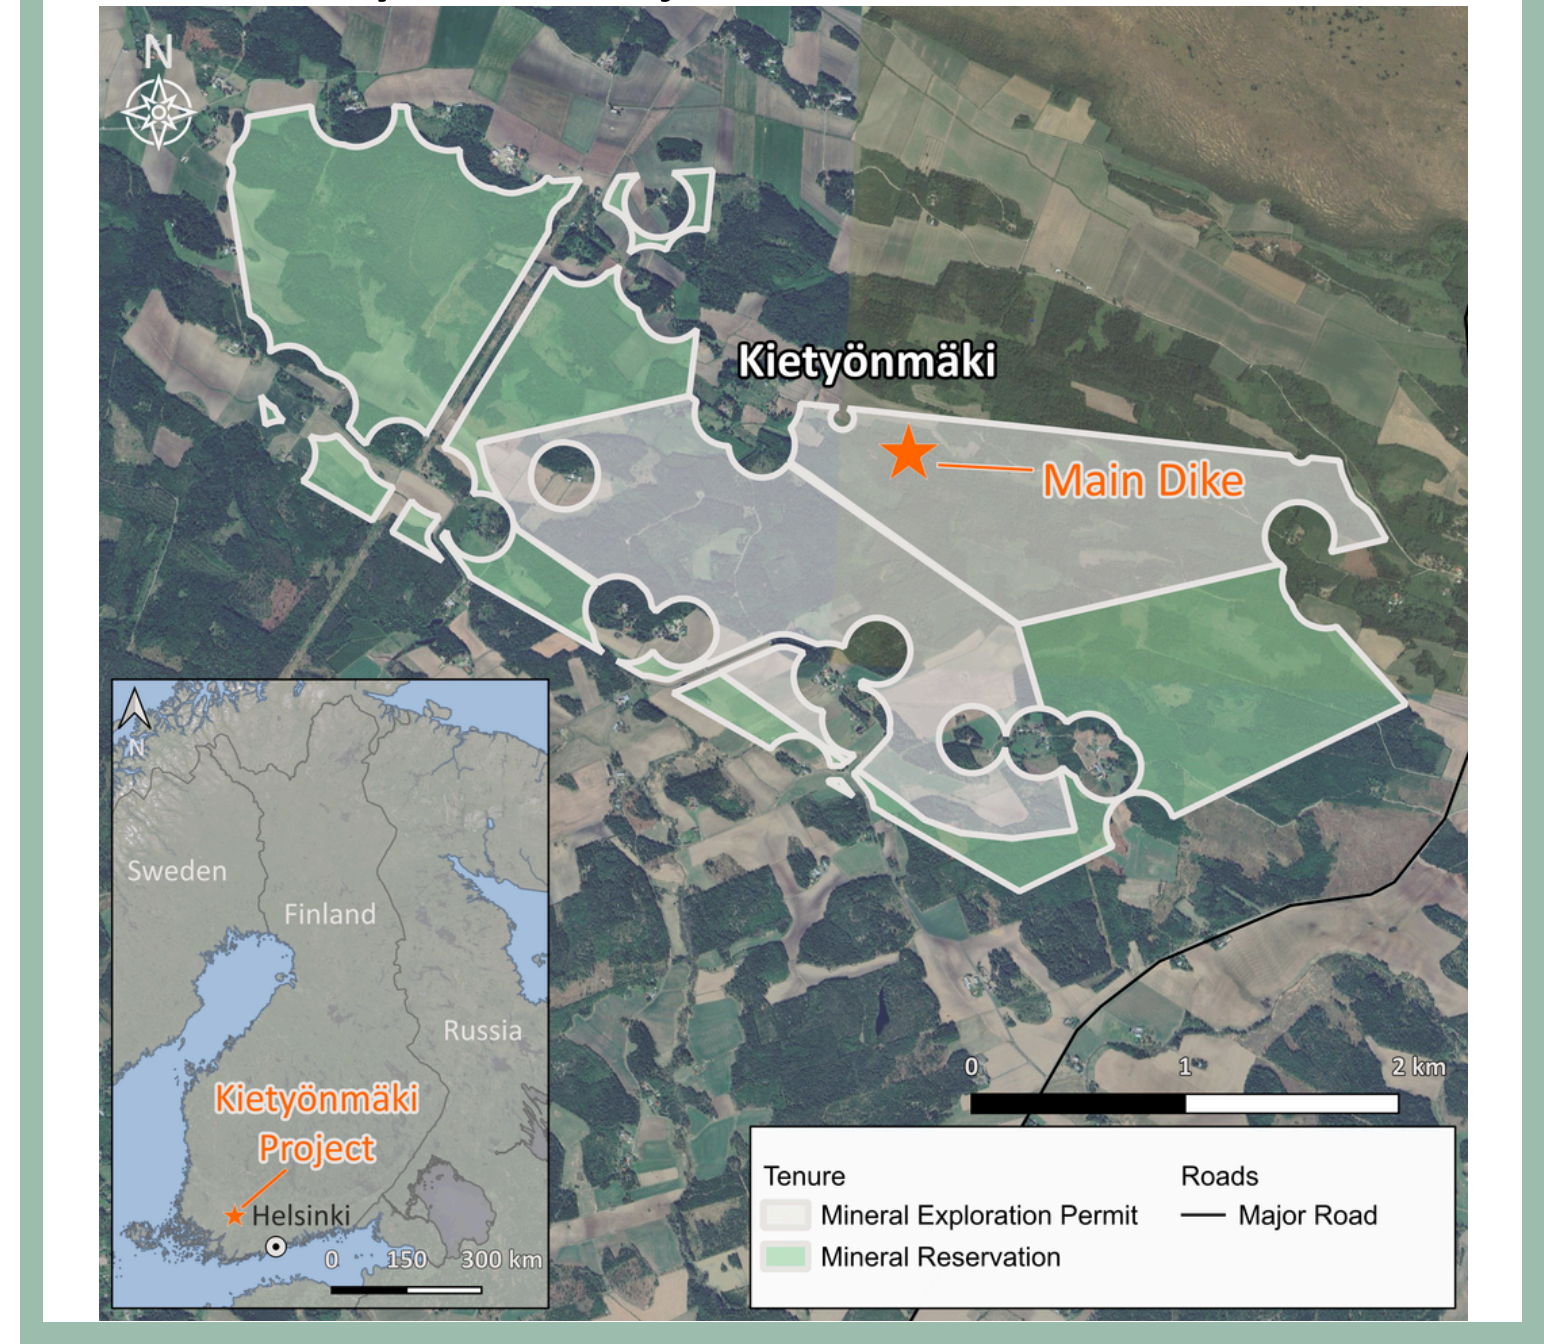 N
Kietyönmäki
Main Dike
N
Sweden
Finland
Russia
Kietyönmäki
Project
Helsinki
0 150 300 km
0 1 2 km
Tenure
Mineral Exploration Permit
Mineral Reservation
Roads
Major Road